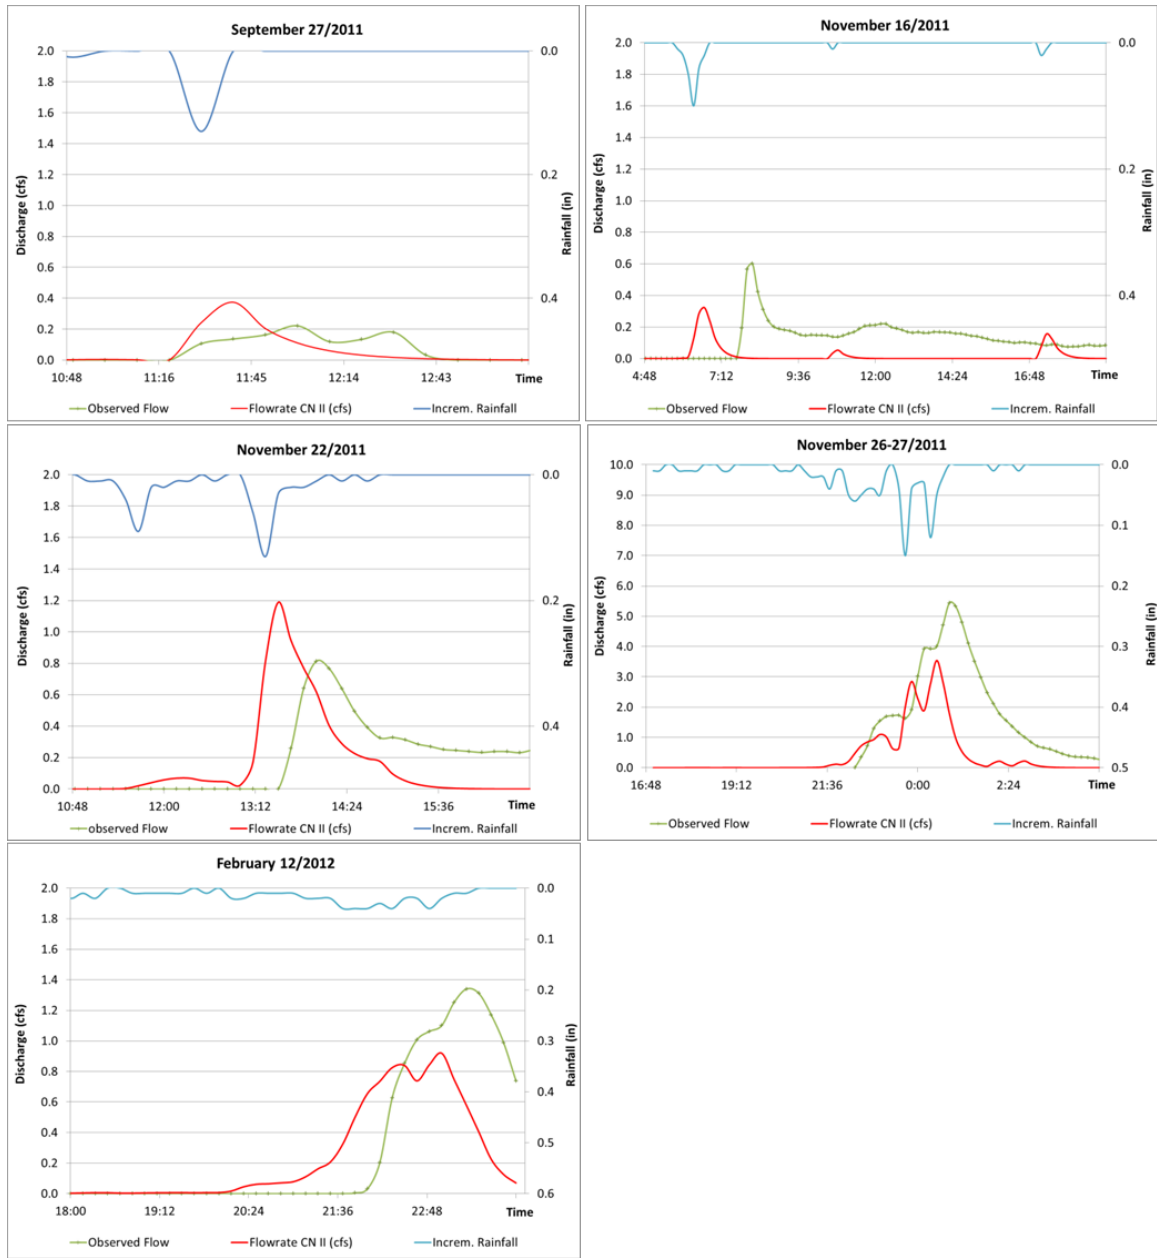 September 27/2011
2.0 0.0
1.8
1.6
1.4
1.2 0.2
1.0
0.8
0.6
0.4 0.4
0.2
0.0
Discharge (cfs)
Rainfall (in)
10:48 11:16 11:45 12:14 12:43 Time
Observed Flow Flowrate CN II (cfs) Increm. Rainfall
November 16/2011
2.0 0.0
1.8
1.6
1.4
1.2 0.2
1.0
0.8
0.6
0.4 0.4
0.2
0.0
Discharge (cfs)
Rainfall (in)
4:48 7:12 9:36 12:00 14:24 16:48 Time
Observed Flow Flowrate CN II (cfs) Increm. Rainfall
November 22/2011
2.0 0.0
1.8
1.6
1.4
1.2 0.2
1.0
0.8
0.6
0.4 0.4
0.2
0.0
Discharge (cfs)
Rainfall (in)
10:48 12:00 13:12 14:24 15:36 Time
observed Flow Flowrate CN II (cfs) Increm. Rainfall
November 26-27/2011
10.0 0.0
9.0
8.0 0.1
7.0
6.0 0.2
5.0
4.0 0.3
3.0
2.0 0.4
1.0
0.0 0.5
Discharge (cfs)
Rainfall (in)
16:48 19:12 21:36 0:00 2:24 Time
Observed Flow Flowrate CN II (cfs) Increm. Rainfall
February 12/2012
2.0 0.0
1.8
1.6 0.1
1.4
1.2 0.2
1.0 0.3
0.8
0.6 0.4
0.4 0.5
0.2
0.0 0.6
Discharge (cfs)
Rainfall (in)
18:00 19:12 20:24 21:36 22:48 Time
Observed Flow Flowrate CN II (cfs) Increm. Rainfall